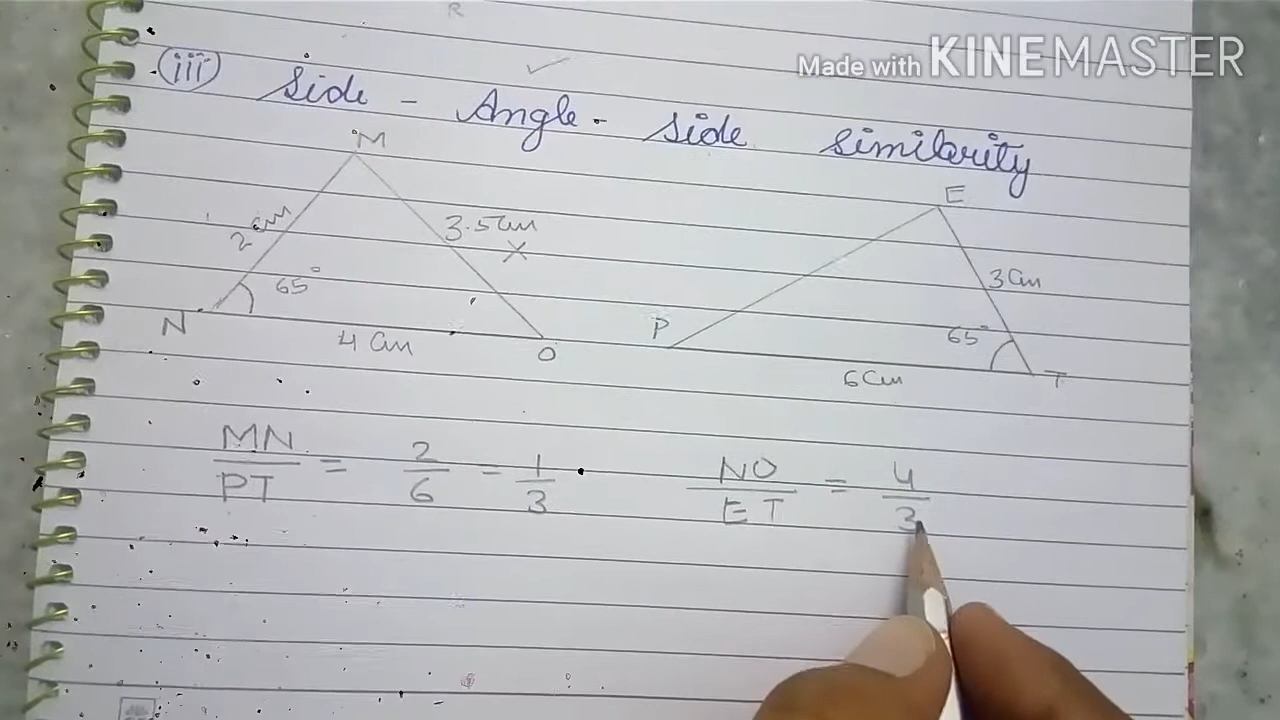 R
Made with KINEMASTER
(iii) Side - Angle - side similarity
M
E
2 cm
3.5 cm
X
3 cm
65°
65°
N
4 cm
O
P
6 cm
T
MN/PT = 2/6 = 1/3
NO/ET = 4/3